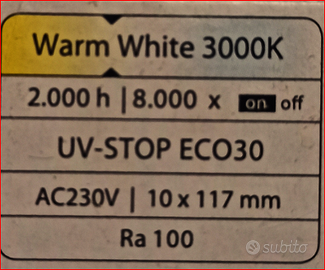 Warm White 3000K
2.000 h | 8.000 x on off
UV-STOP ECO30
AC230V | 10 x 117 mm
Ra 100
subito